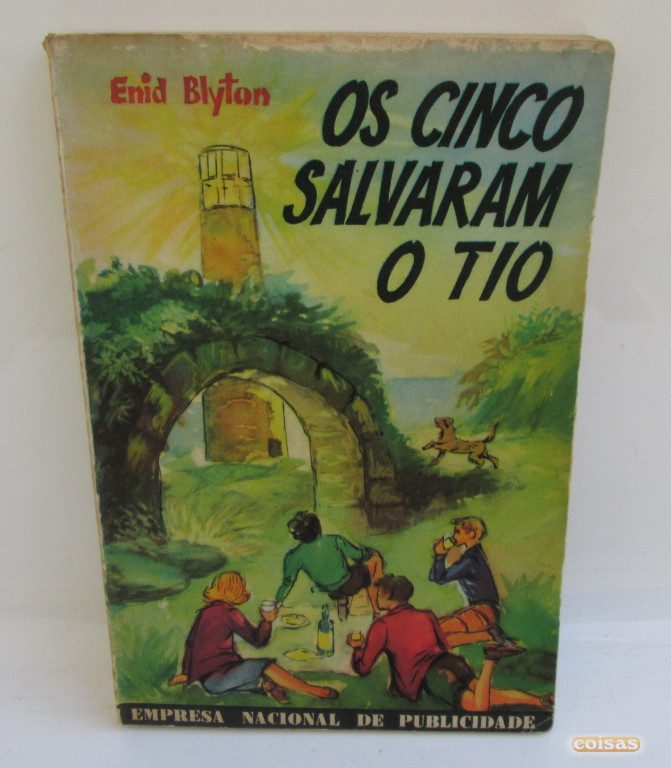 Enid Blyton
OS CINCO
SALVARAM
O TIO
EMPRESA NACIONAL DE PUBLICIDADE
coisas